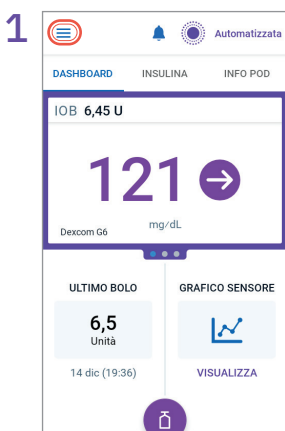 1
Automatizzata
DASHBOARD INSULINA INFO POD
IOB 6,45 U
121
mg/dL
Dexcom G6
ULTIMO BOLO GRAFICO SENSORE
6,5
Unità
14 dic (19:36) VISUALIZZA